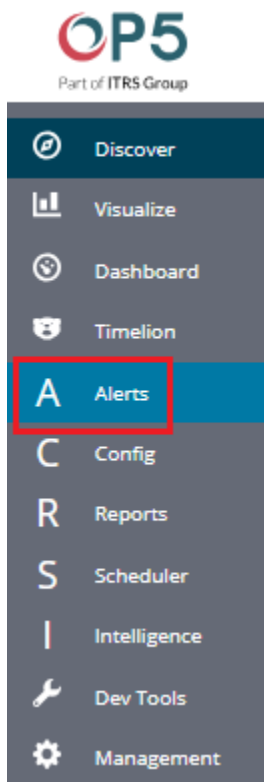 OP5
Part of ITRS Group
Discover
Visualize
Dashboard
Timelion
A Alerts
C Config
R Reports
S Scheduler
I Intelligence
Dev Tools
Management